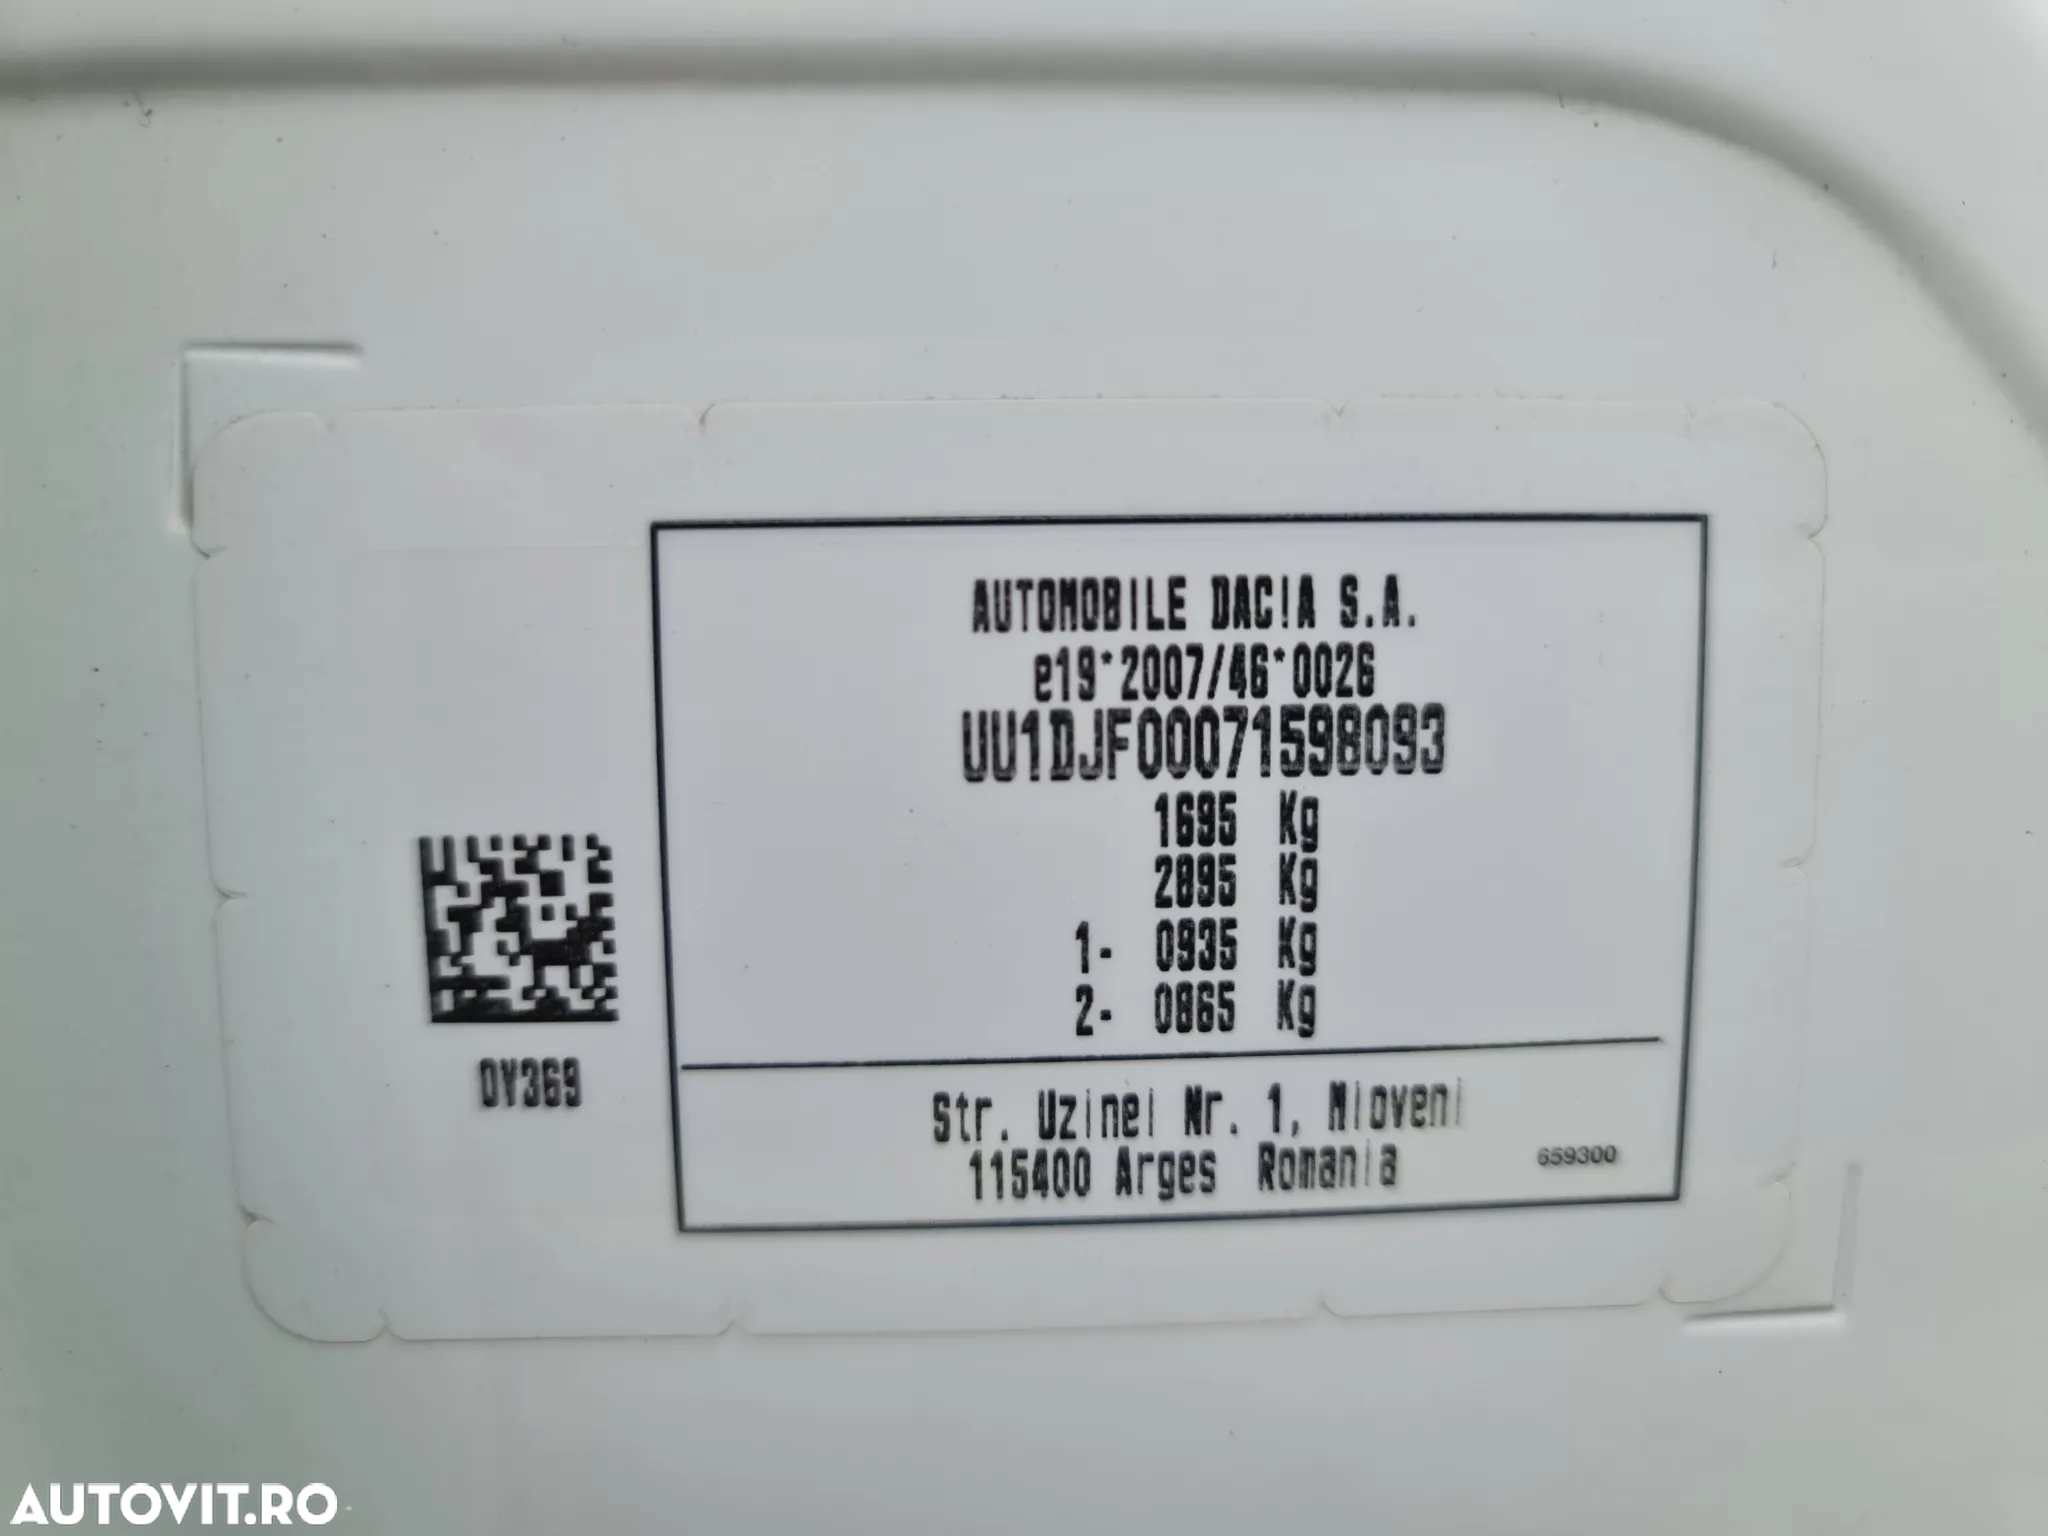 AUTOMOBILE DACIA S.A.
e19*2007/46*0026
UU1DJF00071598093
1695 Kg
2895 Kg
1- 0935 Kg
2- 0865 Kg
0Y369
Str. Uzinei Nr. 1, Mioveni
115400 Arges Romania
659300
AUTOVIT.RO